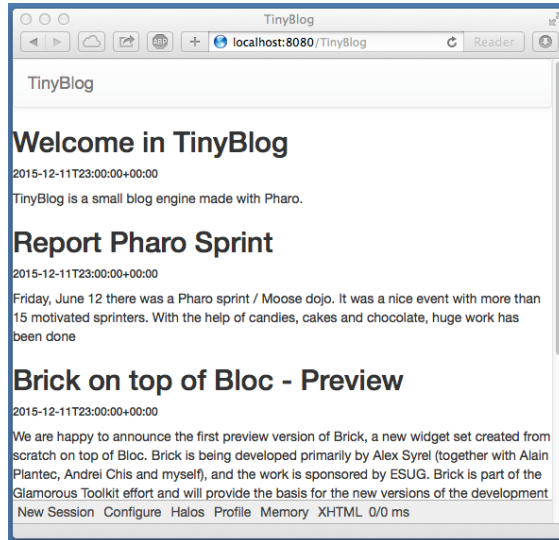 TinyBlog
ABP
+
localhost:8080/TinyBlog
Reader
TinyBlog
Welcome in TinyBlog
2015-12-11T23:00:00+00:00
TinyBlog is a small blog engine made with Pharo.
Report Pharo Sprint
2015-12-11T23:00:00+00:00
Friday, June 12 there was a Pharo sprint / Moose dojo. It was a nice event with more than
15 motivated sprinters. With the help of candies, cakes and chocolate, huge work has
been done
Brick on top of Bloc - Preview
2015-12-11T23:00:00+00:00
We are happy to announce the first preview version of Brick, a new widget set created from
scratch on top of Bloc. Brick is being developed primarily by Alex Syrel (together with Alain
Plantec, Andrei Chis and myself), and the work is sponsored by ESUG. Brick is part of the
Glamorous Toolkit effort and will provide the basis for the new versions of the development
New Session Configure Halos Profile Memory XHTML 0/0 ms